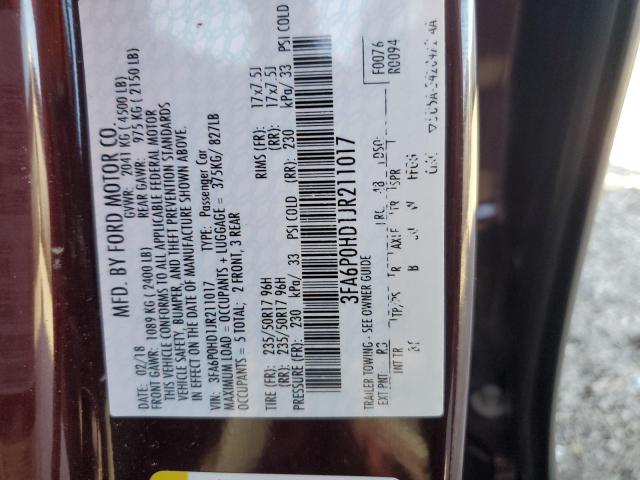 MFD. BY FORD MOTOR CO.
DATE: 02/18 GVWR: 2041 KG ( 4500 LB)
FRONT GAWR: 1089 KG ( 2400 LB) REAR GAWR: 975 KG ( 2150 LB)
THIS VEHICLE CONFORMS TO ALL APPLICABLE FEDERAL MOTOR
VEHICLE SAFETY, BUMPER, AND THEFT PREVENTION STANDARDS
IN EFFECT ON THE DATE OF MANUFACTURE SHOWN ABOVE.
VIN: 3FA6P0HD1JR211017 TYPE: Passenger Car
MAXIMUM LOAD = OCCUPANTS + LUGGAGE = 375KG/ 827LB
OCCUPANTS = 5 TOTAL; 2 FRONT, 3 REAR
TIRE (FR): 235/50R17 96H RIMS (FR): 17x7.5J
(RR): 235/50R17 96H (RR): 17x7.5J
PRESSURE (FR): 230 kPa/ 33 PSI COLD (RR): 230 kPa/ 33 PSI COLD
3FA6P0HD1JR211017
F0076
R0094
TRAILER TOWING - SEE OWNER GUIDE
EXT PNT: R3
INT TR